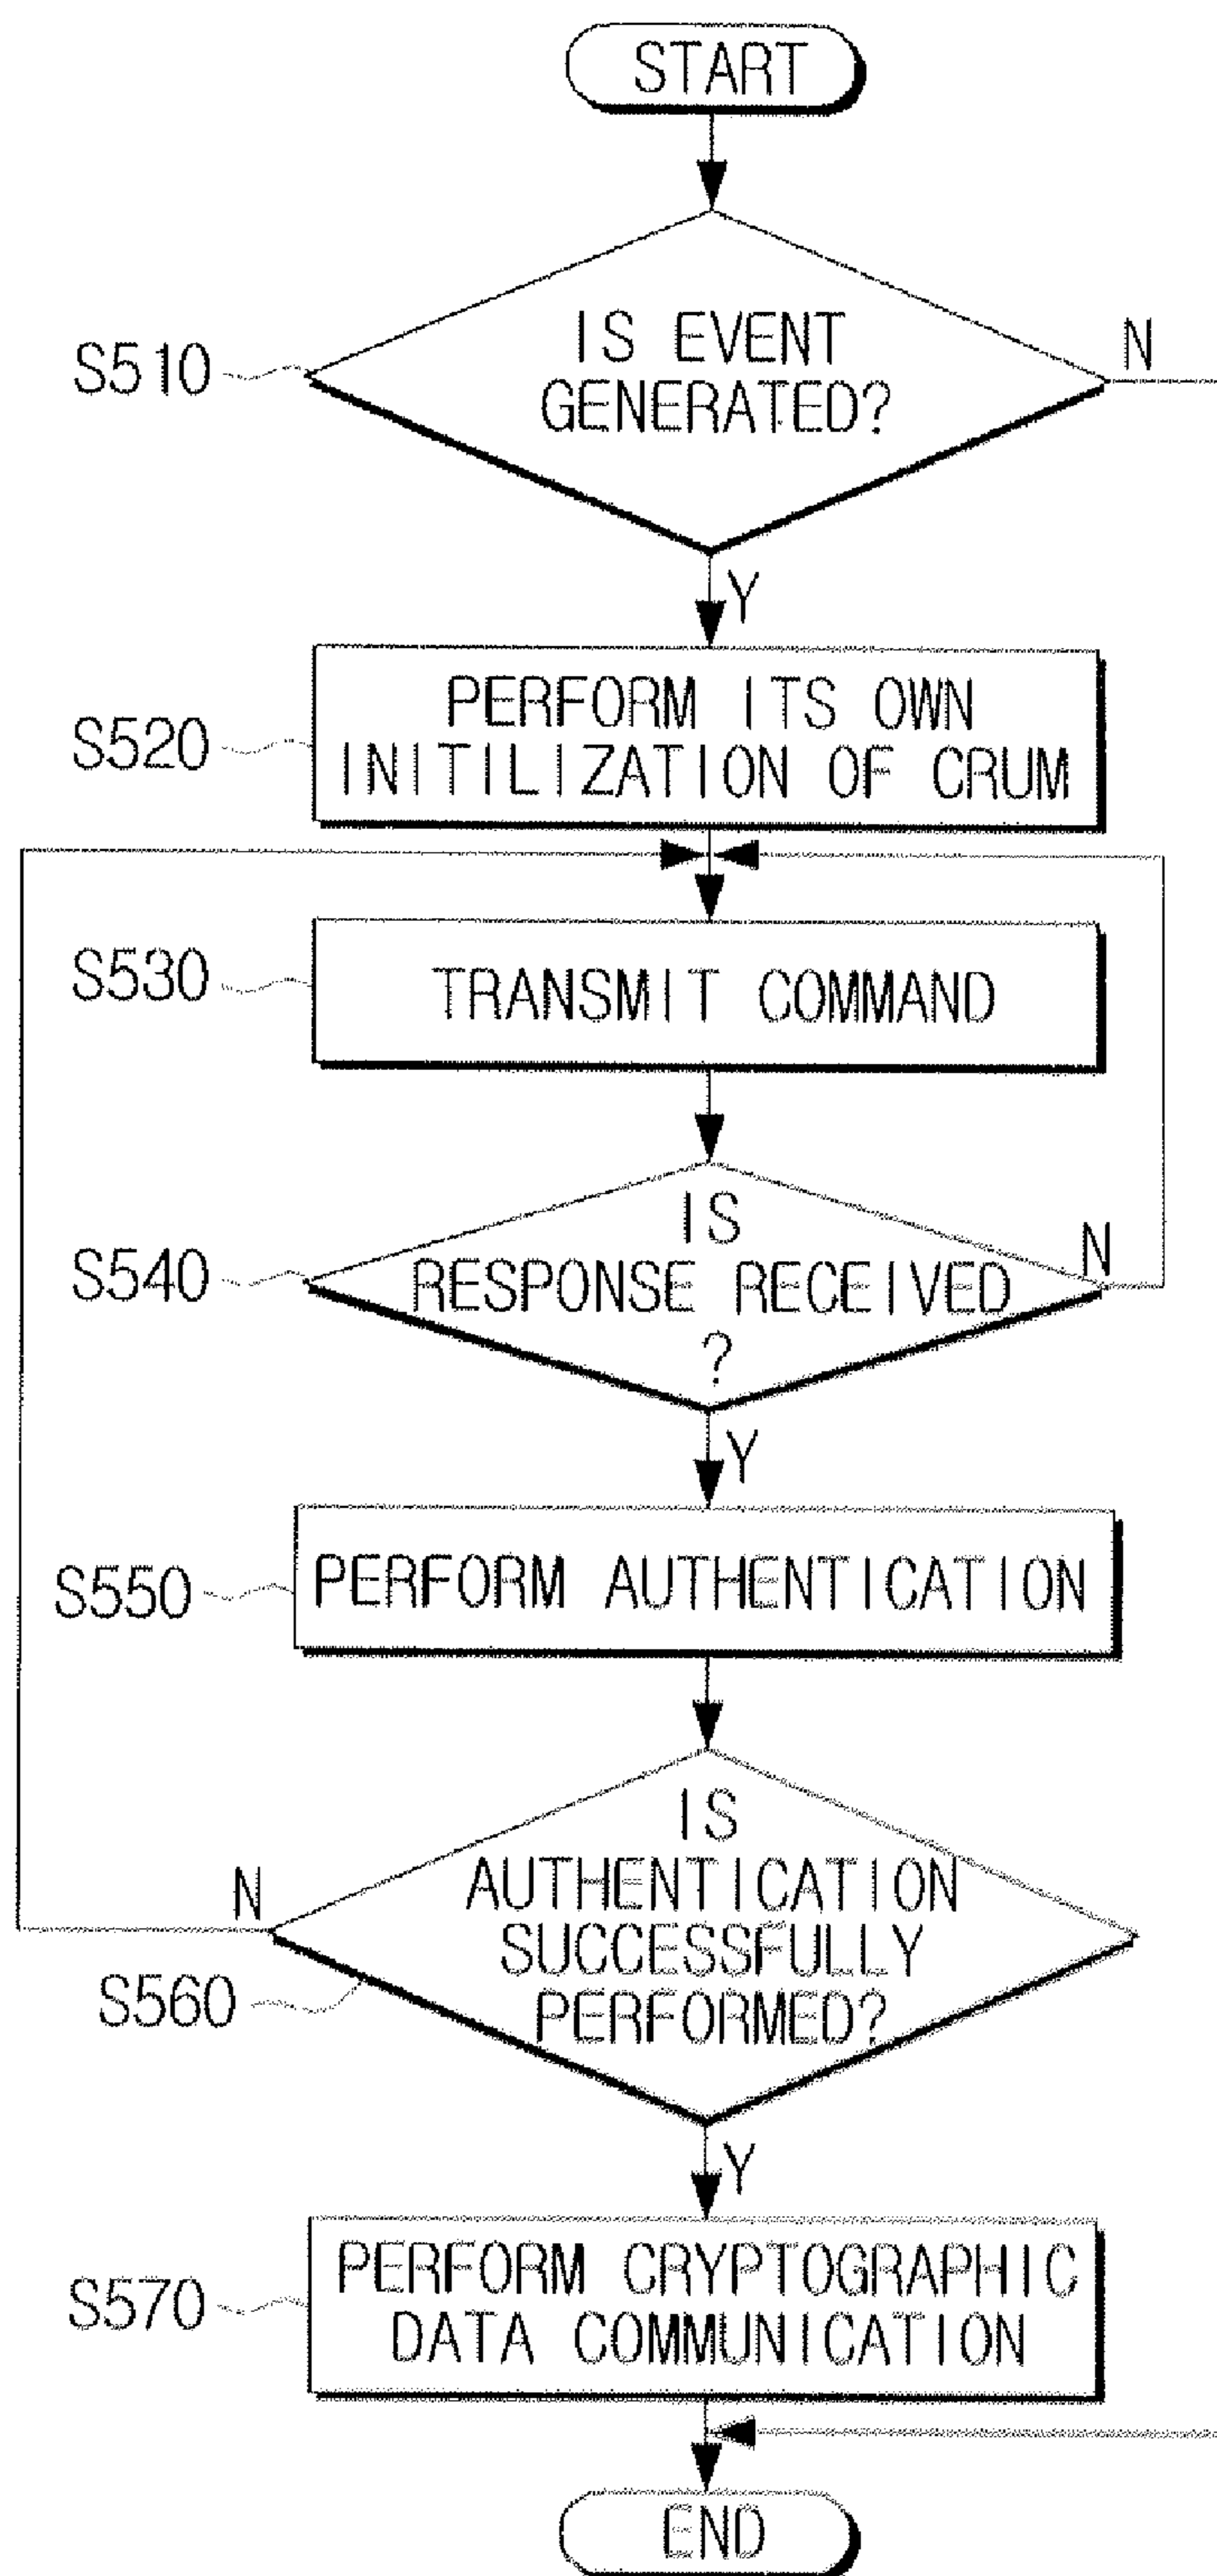 START
IS EVENT
GENERATED?
S510
N
Y
PERFORM ITS OWN
INITILIZATION OF CRUM
S520
TRANSMIT COMMAND
S530
IS
RESPONSE RECEIVED
?
S540
N
Y
PERFORM AUTHENTICATION
S550
IS
AUTHENTICATION
SUCCESSFULLY
PERFORMED?
N
S560
Y
PERFORM CRYPTOGRAPHIC
DATA COMMUNICATION
S570
END